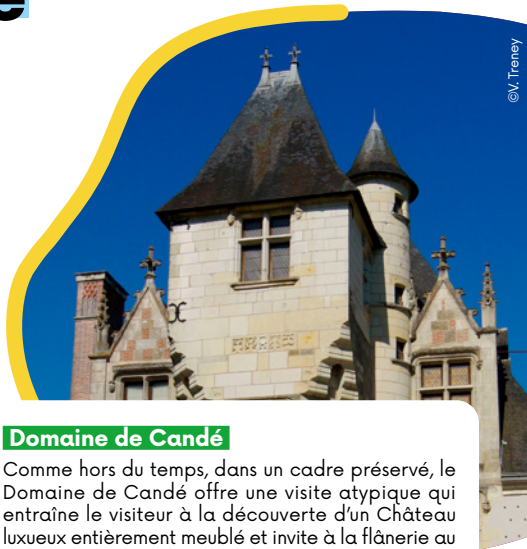 ©V. Treney
Domaine de Candé
Comme hors du temps, dans un cadre préservé, le
Domaine de Candé offre une visite atypique qui
entraîne le visiteur à la découverte d'un Château
luxueux entièrement meublé et invite à la flânerie au